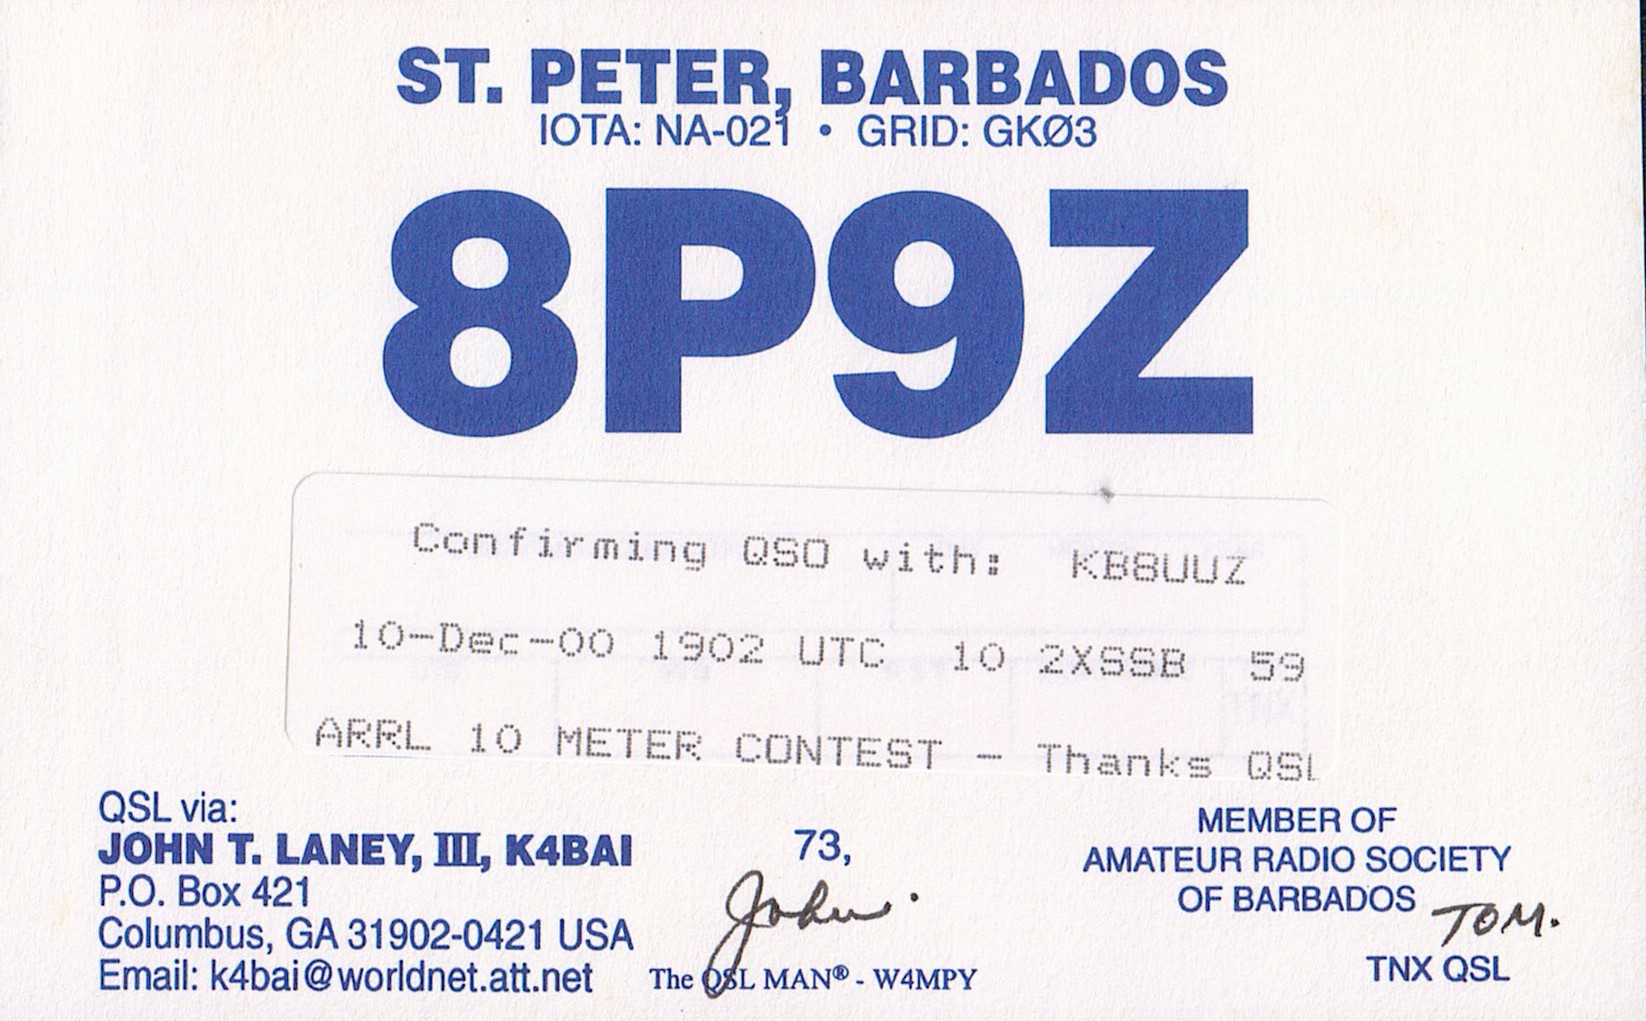 ST. PETER, BARBADOS
IOTA: NA-021 • GRID: GKØ3
8P9Z
Confirming QSO with: KB8UUZ
10-Dec-00 1902 UTC 10 2XSSB 59
ARRL 10 METER CONTEST - Thanks QSL
QSL via:
JOHN T. LANEY, III, K4BAI
P.O. Box 421
Columbus, GA 31902-0421 USA
Email: k4bai@worldnet.att.net
73,
John.
The QSL MAN® - W4MPY
MEMBER OF
AMATEUR RADIO SOCIETY
OF BARBADOS
TOM.
TNX QSL